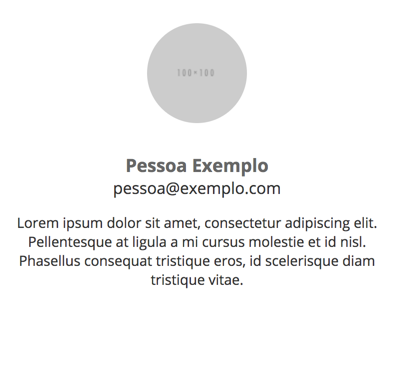 100×100
Pessoa Exemplo
pessoa@exemplo.com
Lorem ipsum dolor sit amet, consectetur adipiscing elit.
Pellentesque at ligula a mi cursus molestie et id nisl.
Phasellus consequat tristique eros, id scelerisque diam
tristique vitae.